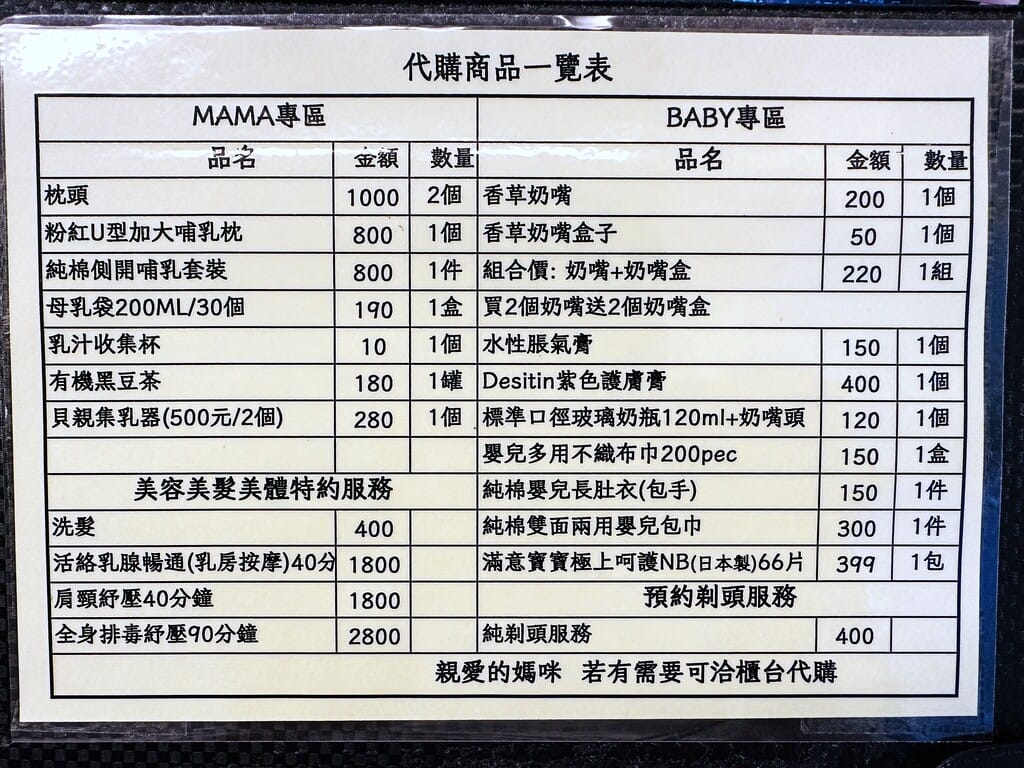 代購商品一覽表
MAMA專區 BABY專區
品名 金額 數量 品名 金額 數量
枕頭 1000 2個 香草奶嘴 200 1個
粉紅U型加大哺乳枕 800 1個 香草奶嘴盒子 50 1個
純棉側開哺乳套裝 800 1件 組合價: 奶嘴+奶嘴盒 220 1組
母乳袋200ML/30個 190 1盒 買2個奶嘴送2個奶嘴盒
乳汁收集杯 10 1個 水性脹氣膏 150 1個
有機黑豆茶 180 1罐 Desitin紫色護膚膏 400 1個
貝親集乳器(500元/2個) 280 1個 標準口徑玻璃奶瓶120ml+奶嘴頭 120 1個
嬰兒多用不織布巾200pec 150 1盒
美容美髮美體特約服務 純棉嬰兒長肚衣(包手) 150 1件
洗髮 400 純棉雙面兩用嬰兒包巾 300 1件
活絡乳腺暢通(乳房按摩)40分 1800 滿意寶寶極上呵護NB(日本製)66片 399 1包
肩頸紓壓40分鐘 1800 預約剃頭服務
全身排毒紓壓90分鐘 2800 純剃頭服務 400
親愛的媽咪 若有需要可洽櫃台代購